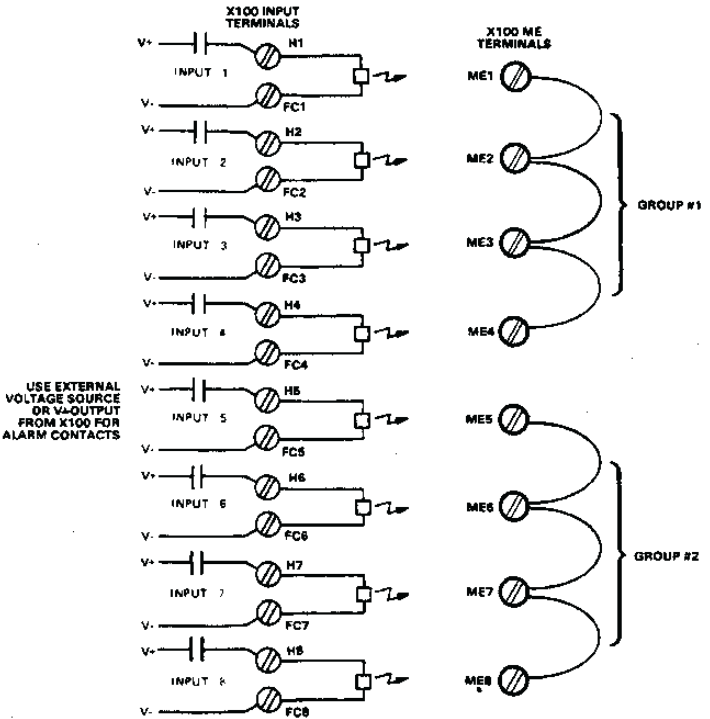 X100 INPUT
TERMINALS
X100 ME
TERMINALS
V+
H1
INPUT 1
V-
FC1
ME1
V+
H2
INPUT 2
V-
FC2
ME2
V+
H3
INPUT 3
V-
FC3
ME3
GROUP #1
V+
H4
INPUT 4
V-
FC4
ME4
USE EXTERNAL
VOLTAGE SOURCE
OR V+OUTPUT
FROM X100 FOR
ALARM CONTACTS
V+
H5
INPUT 5
V-
FC5
ME5
V+
H6
INPUT 6
V-
FC6
ME6
V+
H7
INPUT 7
V-
FC7
ME7
GROUP #2
V+
H8
INPUT 8
V-
FC8
ME8